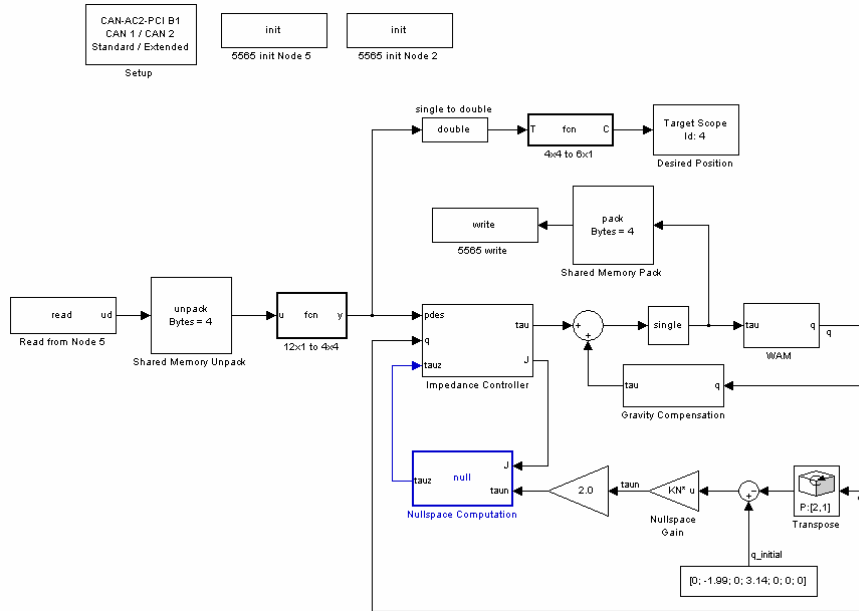 CAN-AC2-PCI B1
CAN 1 / CAN 2
Standard / Extended
Setup
init
5565 init Node 5
init
5565 init Node 2
single to double
double
T fcn C
4x4 to 6x1
Target Scope
Id: 4
Desired Position
write
5565 write
pack
Bytes = 4
Shared Memory Pack
read ud
Read from Node 5
unpack
Bytes = 4
Shared Memory Unpack
u fcn y
12x1 to 4x4
pdes
q
tauz
tau
J
Impedance Controller
+
+
single
tau q
WAM
q
tau q
Gravity Compensation
J
null
tauz
taun
Nullspace Computation
2.0
taun
KN* u
Nullspace
Gain
P:[2,1]
Transpose
q_initial
[0; -1.99; 0; 3.14; 0; 0; 0]